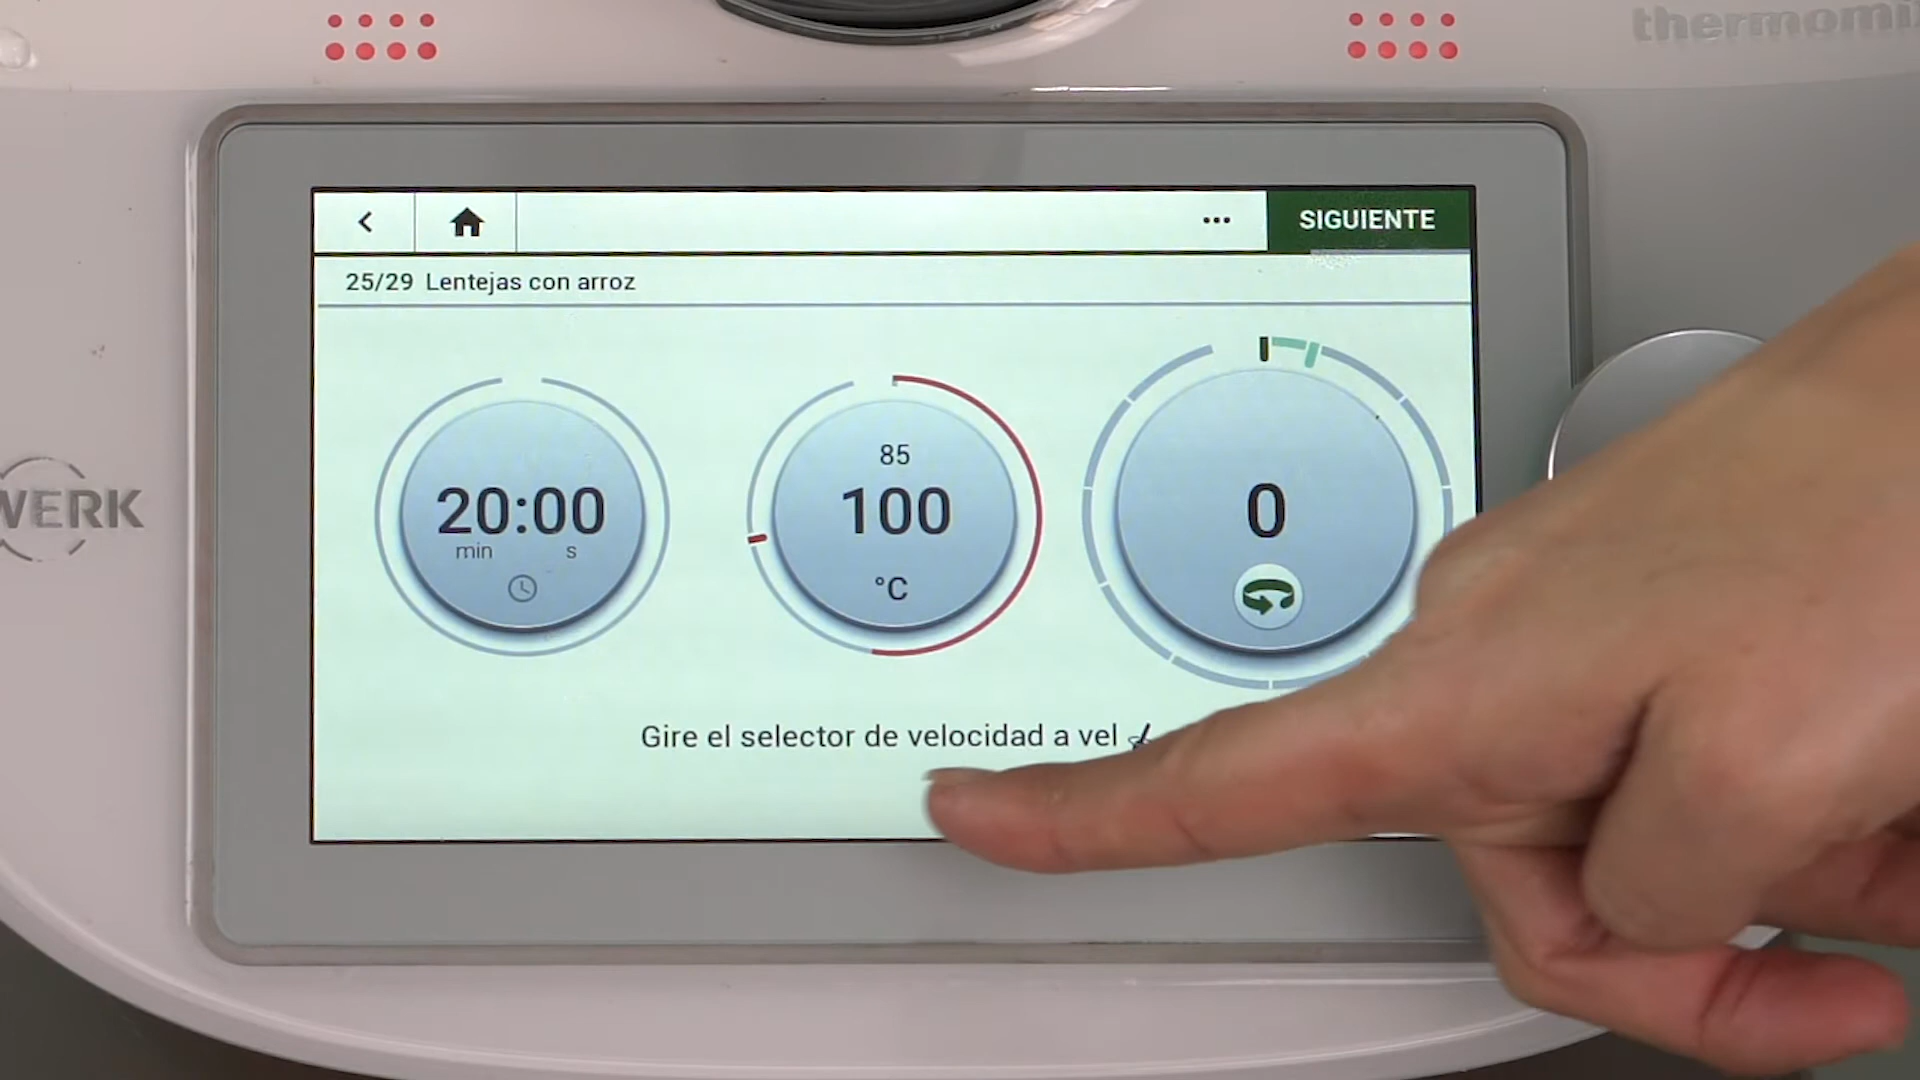 thermomi
SIGUIENTE
25/29 Lentejas con arroz
85
20:00
100
0
min s
°C
WERK
Gire el selector de velocidad a vel